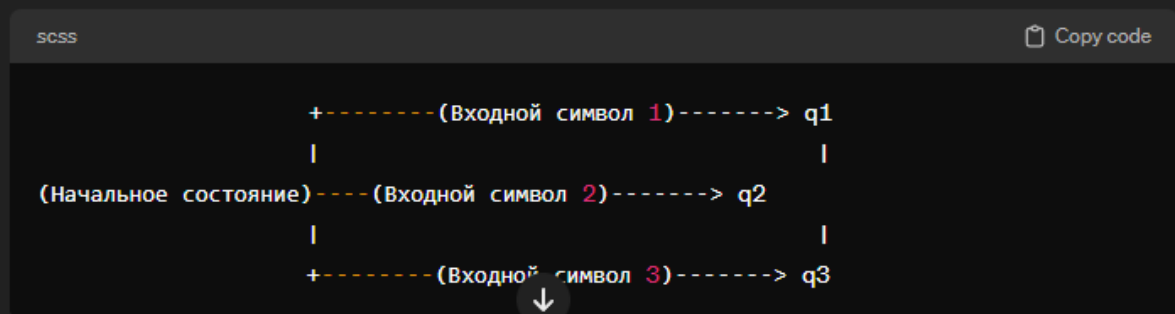 scss Copy code
+--------(Входной символ 1)-------> q1
| |
(Начальное состояние)----(Входной символ 2)-------> q2
| |
+--------(Входной символ 3)-------> q3